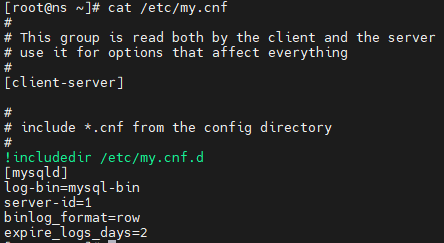 [root@ns ~]# cat /etc/my.cnf
#
# This group is read both by the client and the server
# use it for options that affect everything
#
[client-server]
#
# include *.cnf from the config directory
#
!includedir /etc/my.cnf.d
[mysqld]
log-bin=mysql-bin
server-id=1
binlog_format=row
expire_logs_days=2